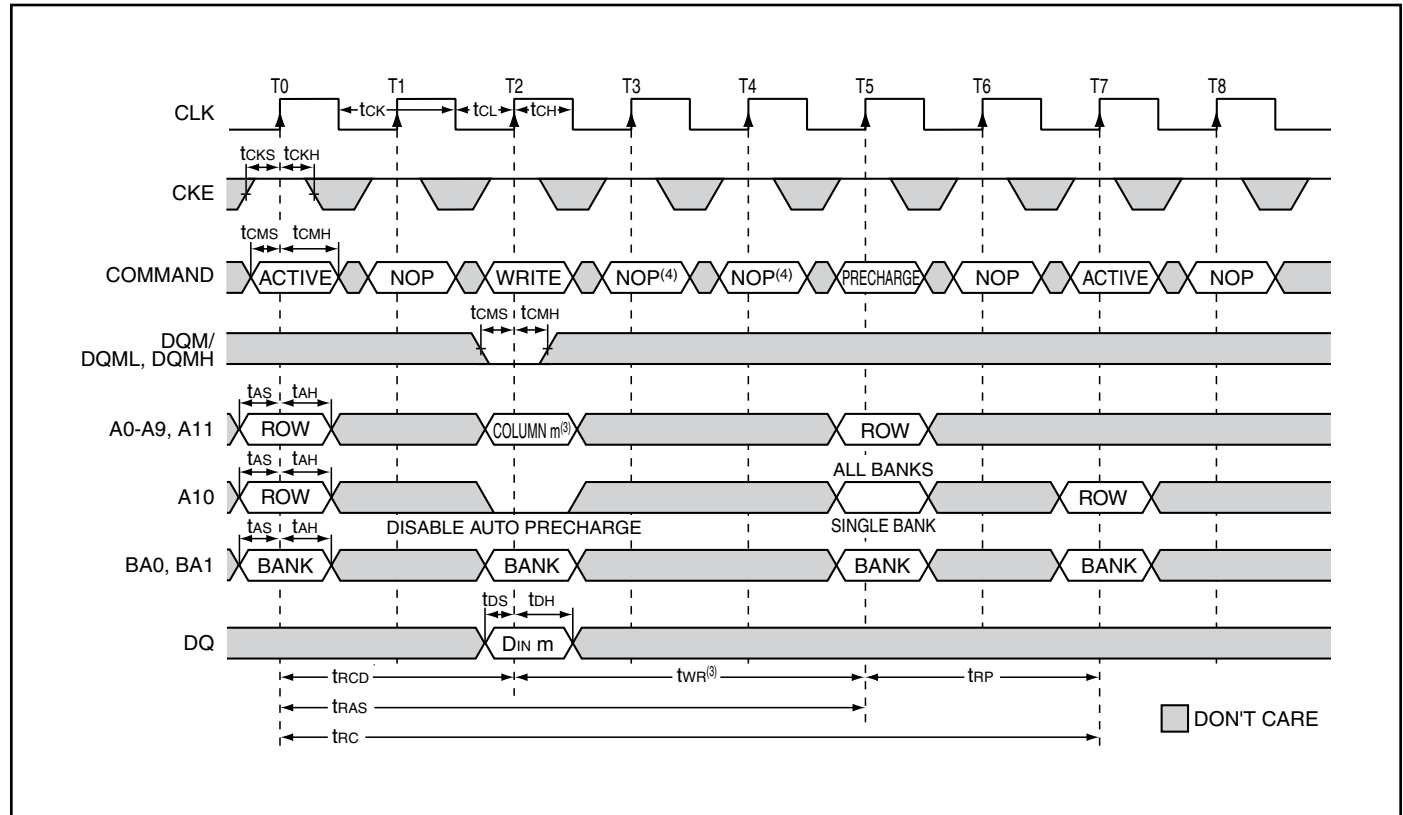 T0 T1 T2 T3 T4 T5 T6 T7 T8
CLK tCK tCL tCH
tCKS tCKH
CKE
tCMS tCMH
COMMAND ACTIVE NOP WRITE NOP(4) NOP(4) PRECHARGE NOP ACTIVE NOP
tCMS tCMH
DQM/
DQML, DQMH
tAS tAH
A0-A9, A11 ROW COLUMN m(3) ROW
tAS tAH ALL BANKS
A10 ROW ROW
tAS tAH DISABLE AUTO PRECHARGE SINGLE BANK
BA0, BA1 BANK BANK BANK BANK
tDS tDH
DQ DIN m
tRCD tWR(3) tRP
tRAS
DON'T CARE
tRC